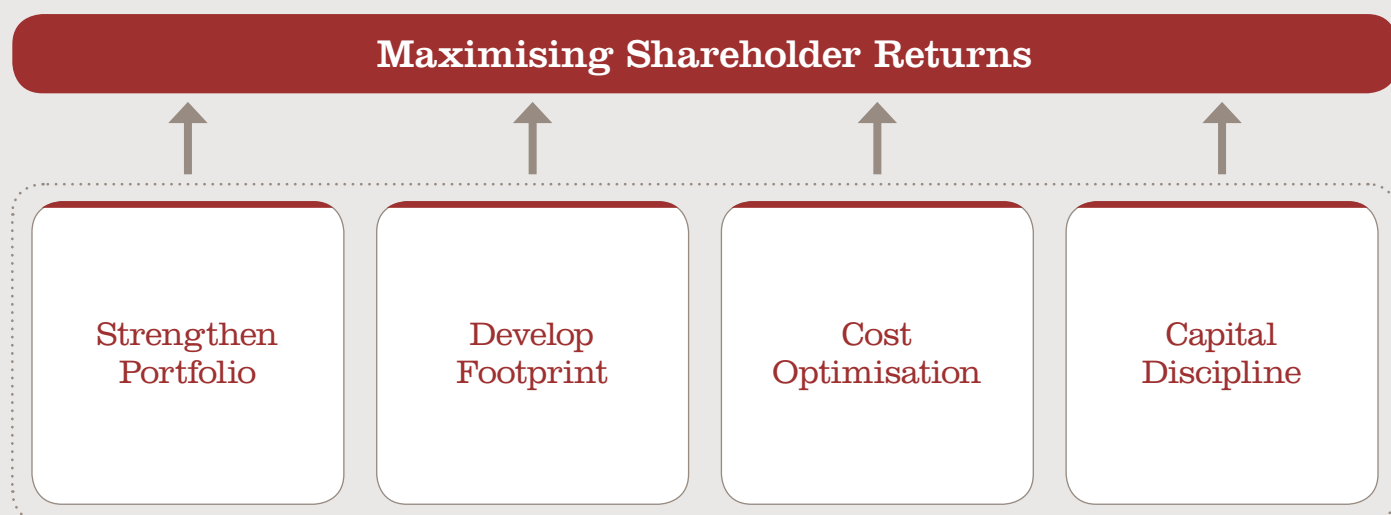 Maximising Shareholder Returns
Strengthen
Portfolio
Develop
Footprint
Cost
Optimisation
Capital
Discipline